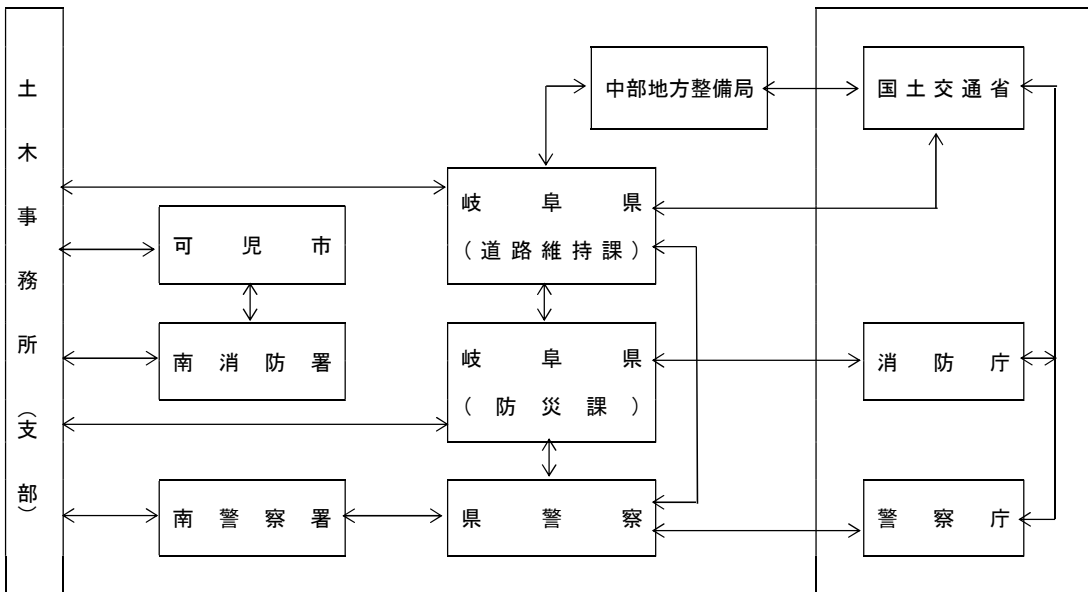 土木事務所（支部）
中部地方整備局
国土交通省
岐阜県
（道路維持課）
可児市
南消防署
岐阜県
（防災課）
消防庁
南警察署
県警察
警察庁